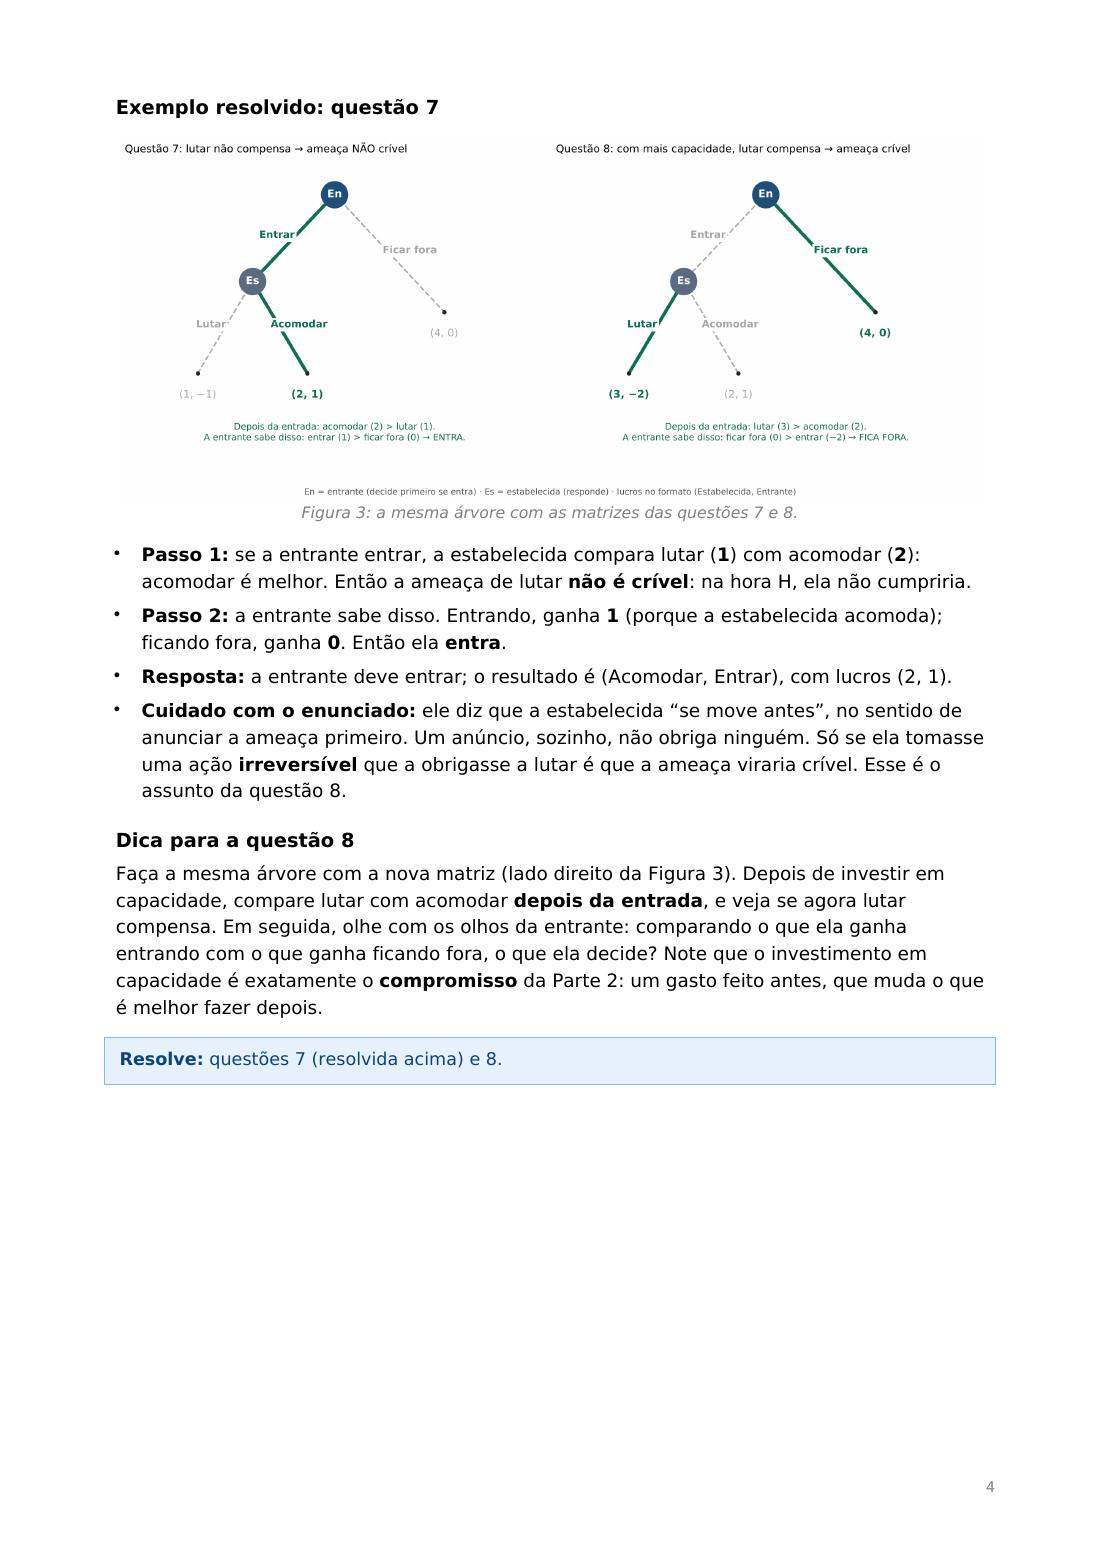 Exemplo resolvido: questão 7
Questão 7: lutar não compensa → ameaça NÃO crível
En
Entrar
Ficar fora
Es
Lutar
Acomodar
(4, 0)
(1, −1)
(2, 1)
Depois da entrada: acomodar (2) > lutar (1).
A entrante sabe disso: entrar (1) > ficar fora (0) → ENTRA.
Questão 8: com mais capacidade, lutar compensa → ameaça crível
En
Entrar
Ficar fora
Es
Lutar
Acomodar
(4, 0)
(3, −2)
(2, 1)
Depois da entrada: lutar (3) > acomodar (2).
A entrante sabe disso: ficar fora (0) > entrar (−2) → FICA FORA.
En = entrante (decide primeiro se entra) · Es = estabelecida (responde) · lucros no formato (Estabelecida, Entrante)
Figura 3: a mesma árvore com as matrizes das questões 7 e 8.
• Passo 1: se a entrante entrar, a estabelecida compara lutar (1) com acomodar (2):
acomodar é melhor. Então a ameaça de lutar não é crível: na hora H, ela não cumpriria.
• Passo 2: a entrante sabe disso. Entrando, ganha 1 (porque a estabelecida acomoda);
ficando fora, ganha 0. Então ela entra.
• Resposta: a entrante deve entrar; o resultado é (Acomodar, Entrar), com lucros (2, 1).
• Cuidado com o enunciado: ele diz que a estabelecida “se move antes”, no sentido de
anunciar a ameaça primeiro. Um anúncio, sozinho, não obriga ninguém. Só se ela tomasse
uma ação irreversível que a obrigasse a lutar é que a ameaça viraria crível. Esse é o
assunto da questão 8.
Dica para a questão 8
Faça a mesma árvore com a nova matriz (lado direito da Figura 3). Depois de investir em
capacidade, compare lutar com acomodar depois da entrada, e veja se agora lutar
compensa. Em seguida, olhe com os olhos da entrante: comparando o que ela ganha
entrando com o que ganha ficando fora, o que ela decide? Note que o investimento em
capacidade é exatamente o compromisso da Parte 2: um gasto feito antes, que muda o que
é melhor fazer depois.
Resolve: questões 7 (resolvida acima) e 8.
4